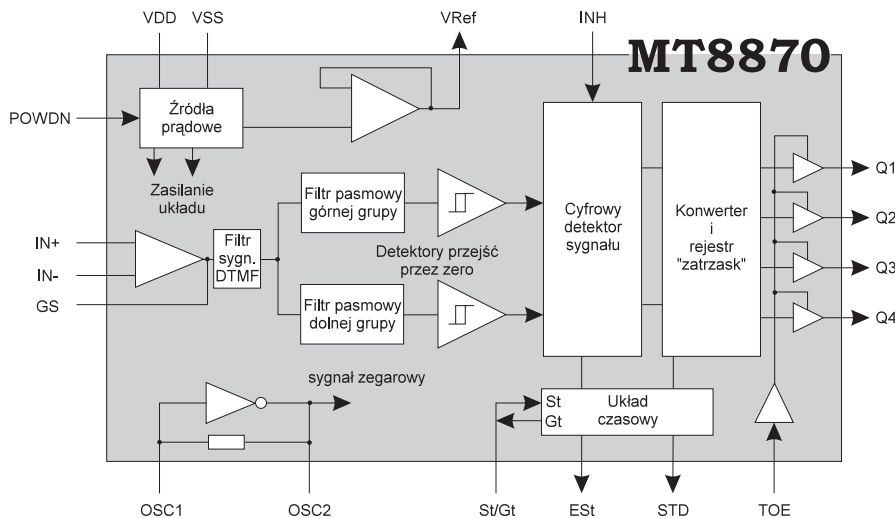 VDD
VSS
VRef
INH
MT8870
POWDN
Źródła
prądowe
Zasilanie
układu
IN+
IN-
GS
Filtr
sygn.
DTMF
Filtr pasmowy
górnej grupy
Detektory przejść
przez zero
Filtr pasmowy
dolnej grupy
Cyfrowy
detektor
sygnału
Konwerter
i
rejestr
"zatrzask"
Q1
Q2
Q3
Q4
sygnał zegarowy
St
Gt
Układ
czasowy
OSC1
OSC2
St/Gt
ESt
STD
TOE